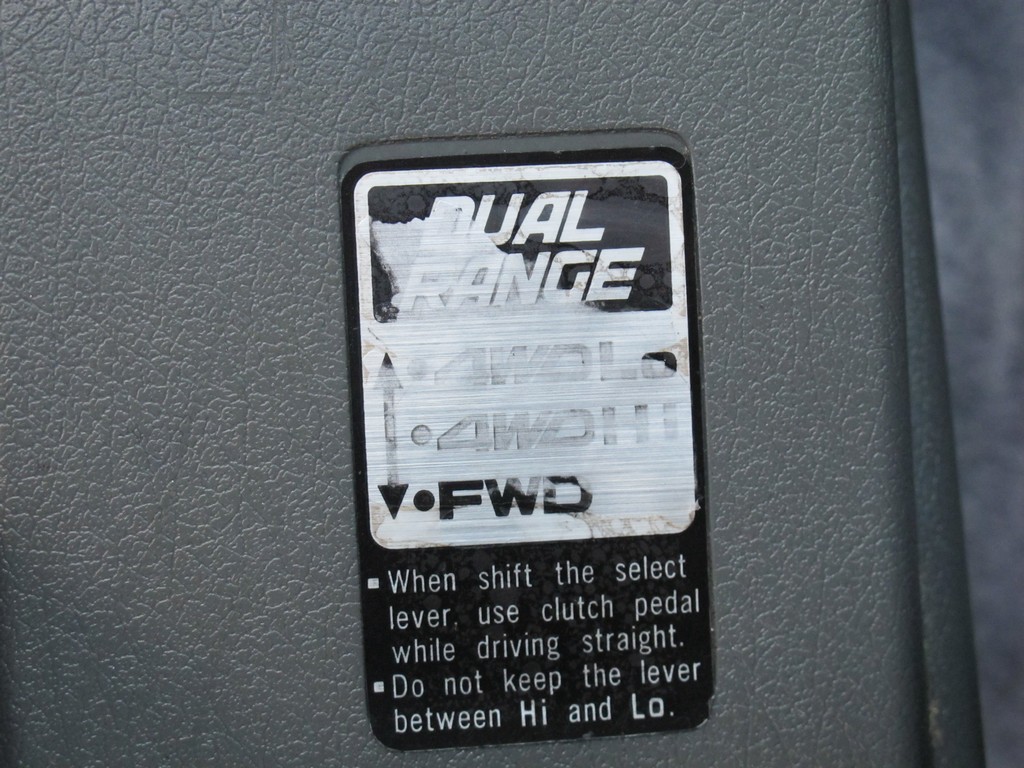 DUAL
RANGE
4WD Lo
4WD Hi
FWD
When shift the select
lever, use clutch pedal
while driving straight.
Do not keep the lever
between Hi and Lo.